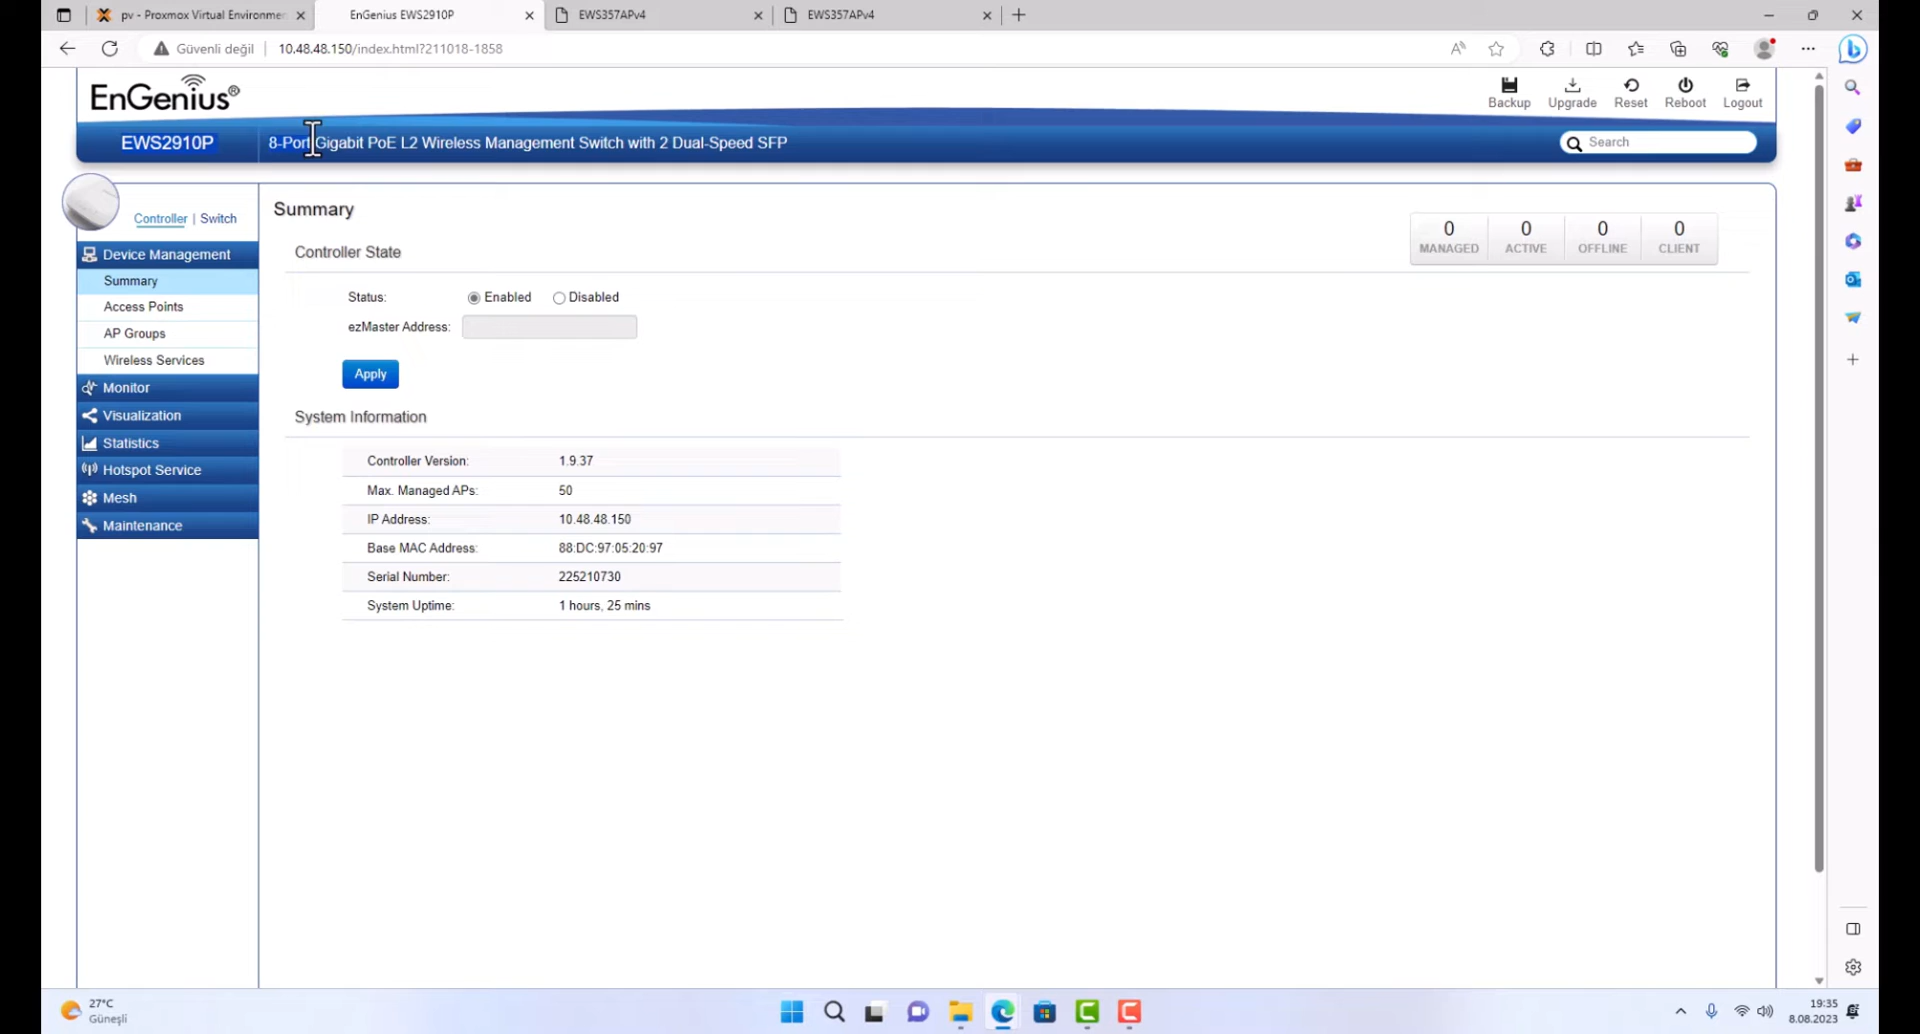 pv - Proxmox Virtual Environmen
EnGenius EWS2910P
EWS357APv4
EWS357APv4
Güvenli değil
10.48.48.150/index.html?211018-1858
EnGenius®
Backup
Upgrade
Reset
Reboot
Logout
EWS2910P
8-Port Gigabit PoE L2 Wireless Management Switch with 2 Dual-Speed SFP
Search
Controller | Switch
Device Management
Summary
Access Points
AP Groups
Wireless Services
Monitor
Visualization
Statistics
Hotspot Service
Mesh
Maintenance
Summary
0 MANAGED
0 ACTIVE
0 OFFLINE
0 CLIENT
Controller State
Status: Enabled Disabled
ezMaster Address:
Apply
System Information
Controller Version: 1.9.37
Max. Managed APs: 50
IP Address: 10.48.48.150
Base MAC Address: 88:DC:97:05:20:97
Serial Number: 225210730
System Uptime: 1 hours, 25 mins
27°C
Güneşli
19:35
8.08.2023